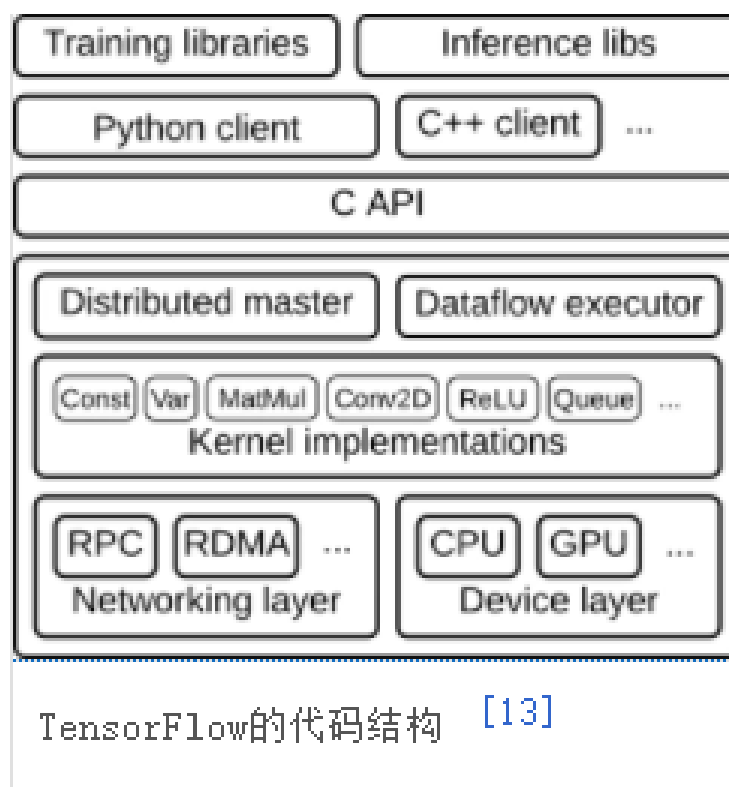 Training libraries Inference libs
Python client C++ client ...
C API
Distributed master Dataflow executor
Const Var MatMul Conv2D ReLU Queue ...
Kernel implementations
RPC RDMA ... CPU GPU ...
Networking layer Device layer
TensorFlow的代码结构 [13]